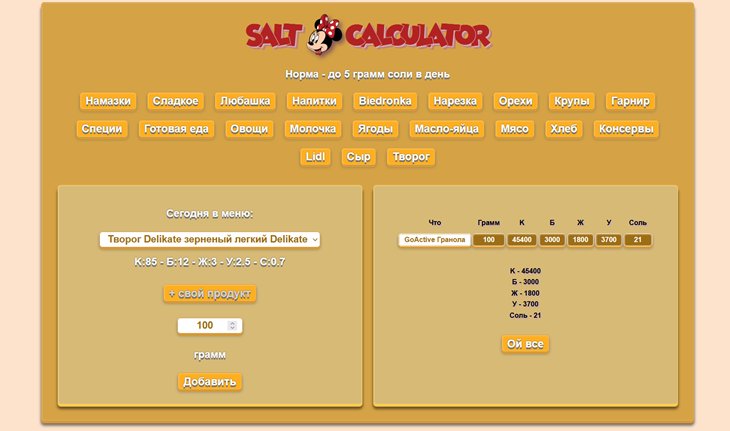 SALT CALCULATOR
Норма - до 5 грамм соли в день
Намазки Сладкое Любашка Напитки Biedronka Нарезка Орехи Крупы Гарнир
Специи Готовая еда Овощи Молочка Ягоды Масло-яйца Мясо Хлеб Консервы
Lidl Сыр Творог
Сегодня в меню:
Творог Delikate зерненый легкий Delikate
К:85 - Б:12 - Ж:3 - У:2.5 - С:0.7
+ свой продукт
100
грамм
Добавить
Что Грамм К Б Ж У Соль
GoActive Гранола 100 45400 3000 1800 3700 21
К - 45400
Б - 3000
Ж - 1800
У - 3700
Соль - 21
Ой все